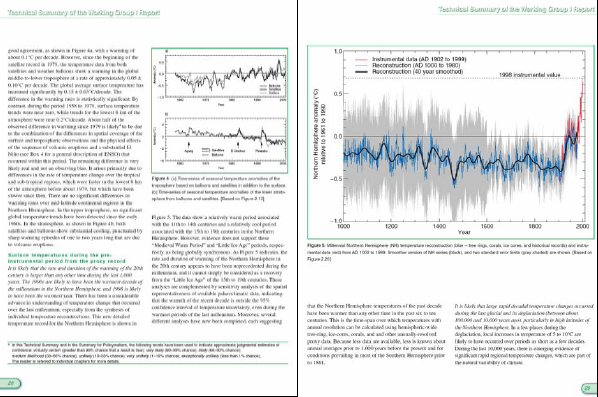 Technical Summary of the Working Group I Report
good agreement, as shown in Figure 4a, with a warming of
about 0.1°C per decade. However, since the beginning of the
satellite record in 1979, the temperature data from both
satellites and weather balloons show a warming in the global
middle-to-lower troposphere at a rate of approximately 0.05 ±
0.10°C per decade. The global average surface temperature has
increased significantly by 0.15 ± 0.05°C/decade. The
difference in the warming rates is statistically significant. By
contrast, during the period 1958 to 1978, surface temperature
trends were near zero, while trends for the lowest 8 km of the
atmosphere were near 0.2°C/decade. About half of the
observed difference in warming since 1979 is likely⁴ to be due
to the combination of the differences in spatial coverage of the
surface and tropospheric observations and the physical effects
of the sequence of volcanic eruptions and a substantial El
Niño (see Box 4 for a general description of ENSO) that
occurred within this period. The remaining difference is very
likely real and not an observing bias. It arises primarily due to
differences in the rate of temperature change over the tropical
and sub-tropical regions, which were faster in the lowest 8 km
of the atmosphere before about 1979, but which have been
slower since then. There are no significant differences in
warming rates over mid-latitude continental regions in the
Northern Hemisphere. In the upper troposphere, no significant
global temperature trends have been detected since the early
1960s. In the stratosphere, as shown in Figure 4b, both
satellites and balloons show substantial cooling, punctuated by
sharp warming episodes of one to two years long that are due
to volcanic eruptions.
Surface temperatures during the pre-
instrumental period from the proxy record
It is likely that the rate and duration of the warming of the 20th
century is larger than any other time during the last 1,000
years. The 1990s are likely to have been the warmest decade of
the millennium in the Northern Hemisphere, and 1998 is likely
to have been the warmest year. There has been a considerable
advance in understanding of temperature change that occurred
over the last millennium, especially from the synthesis of
individual temperature reconstructions. This new detailed
temperature record for the Northern Hemisphere is shown in
Figure 4: (a) Time-series of seasonal temperature anomalies of the
troposphere based on balloons and satellites in addition to the surface.
(b) Time-series of seasonal temperature anomalies of the lower strato-
sphere from balloons and satellites. [Based on Figure 2.12]
Figure 5. The data show a relatively warm period associated
with the 11th to 14th centuries and a relatively cool period
associated with the 15th to 19th centuries in the Northern
Hemisphere. However, evidence does not support these
"Medieval Warm Period" and "Little Ice Age" periods, respec-
tively, as being globally synchronous. As Figure 5 indicates, the
rate and duration of warming of the Northern Hemisphere in
the 20th century appears to have been unprecedented during the
millennium, and it cannot simply be considered as a recovery
from the "Little Ice Age" of the 15th to 19th centuries. These
analyses are complemented by sensitivity analysis of the spatial
representativeness of available palaeoclimatic data, indicating
that the warmth of the recent decade is outside the 95%
confidence interval of temperature uncertainty, even during the
warmest periods of the last millennium. Moreover, several
different analyses have now been completed, each suggesting
⁴ In this Technical Summary and in the Summary for Policymakers, the following words have been used to indicate approximate judgmental estimates of
confidence: virtually certain (greater than 99% chance that a result is true); very likely (90-99% chance); likely (66-90% chance);
medium likelihood (33-66% chance); unlikely (10-33% chance); very unlikely (1-10% chance); exceptionally unlikely (less than 1% chance).
The reader is referred to individual chapters for more details.
28
Technical Summary of the Working Group I Report
Northern Hemisphere anomaly (°C)
relative to 1961 to 1990
1.0
0.5
0.0
−0.5
−1.0
Instrumental data (AD 1902 to 1999)
Reconstruction (AD 1000 to 1980)
Reconstruction (40 year smoothed)
1998 instrumental value
1000
1200
1400
1600
1800
2000
Year
Figure 5: Millennial Northern Hemisphere (NH) temperature reconstruction (blue – tree rings, corals, ice cores, and historical records) and instru-
mental data (red) from AD 1000 to 1999. Smoother version of NH series (black), and two standard error limits (gray shaded) are shown. [Based on
Figure 2.20]
that the Northern Hemisphere temperatures of the past decade
have been warmer than any other time in the past six to ten
centuries. This is the time-span over which temperatures with
annual resolution can be calculated using hemispheric-wide
tree-ring, ice-cores, corals, and other annually-resolved
proxy data. Because less data are available, less is known about
annual averages prior to 1,000 years before the present and for
conditions prevailing in most of the Southern Hemisphere prior
to 1861.
It is likely that large rapid decadal temperature changes occurred
during the last glacial and its deglaciation (between about
100,000 and 10,000 years ago), particularly in high latitudes of
the Northern Hemisphere. In a few places during the
deglaciation, local increases in temperature of 5 to 10°C are
likely to have occurred over periods as short as a few decades.
During the last 10,000 years, there is emerging evidence of
significant rapid regional temperature changes, which are part of
the natural variability of climate.
29